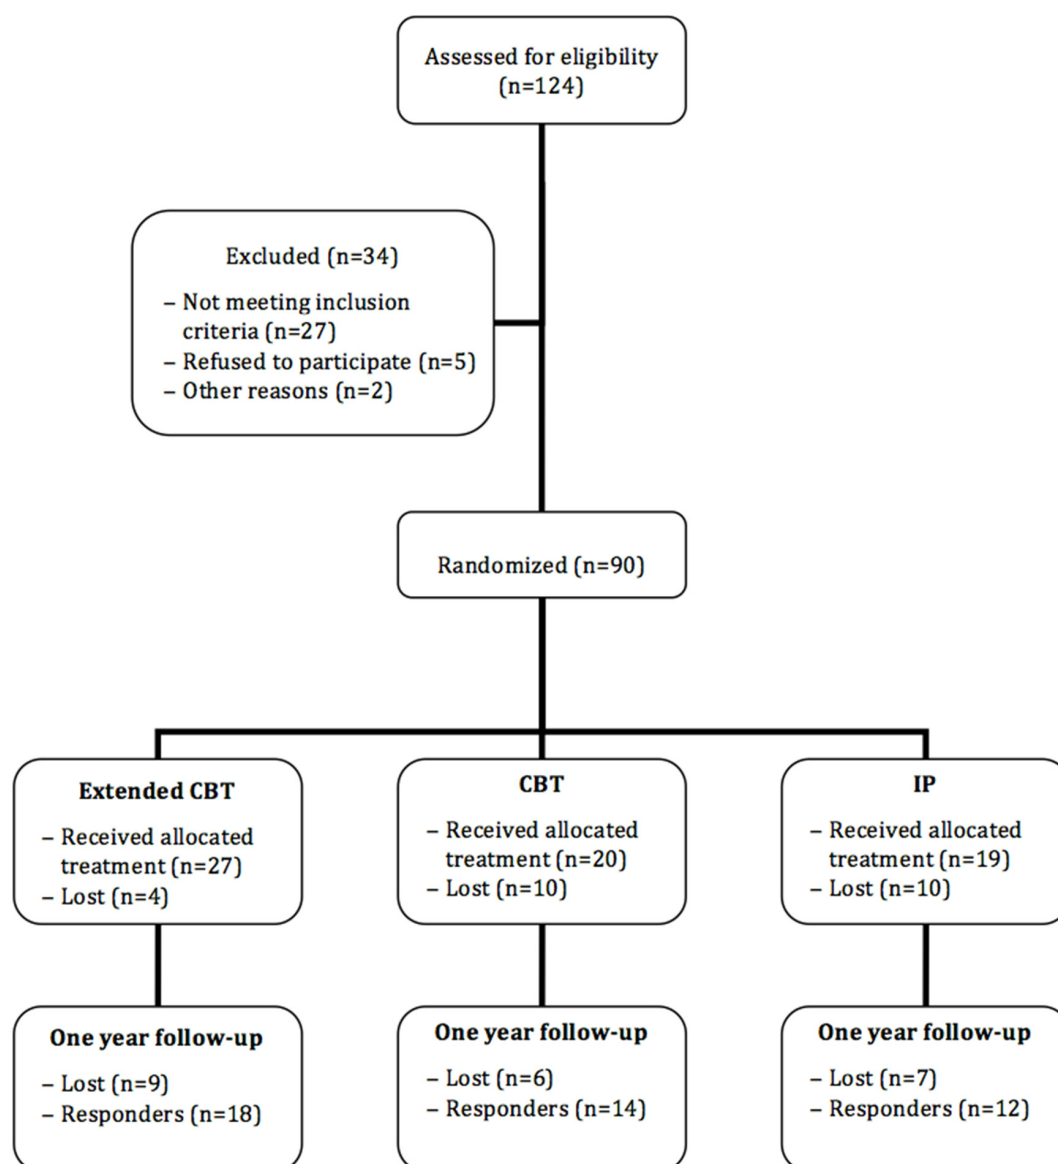 Assessed for eligibility
(n=124)
Excluded (n=34)
– Not meeting inclusion
criteria (n=27)
– Refused to participate (n=5)
– Other reasons (n=2)
Randomized (n=90)
Extended CBT
– Received allocated
treatment (n=27)
– Lost (n=4)
CBT
– Received allocated
treatment (n=20)
– Lost (n=10)
IP
– Received allocated
treatment (n=19)
– Lost (n=10)
One year follow-up
– Lost (n=9)
– Responders (n=18)
One year follow-up
– Lost (n=6)
– Responders (n=14)
One year follow-up
– Lost (n=7)
– Responders (n=12)